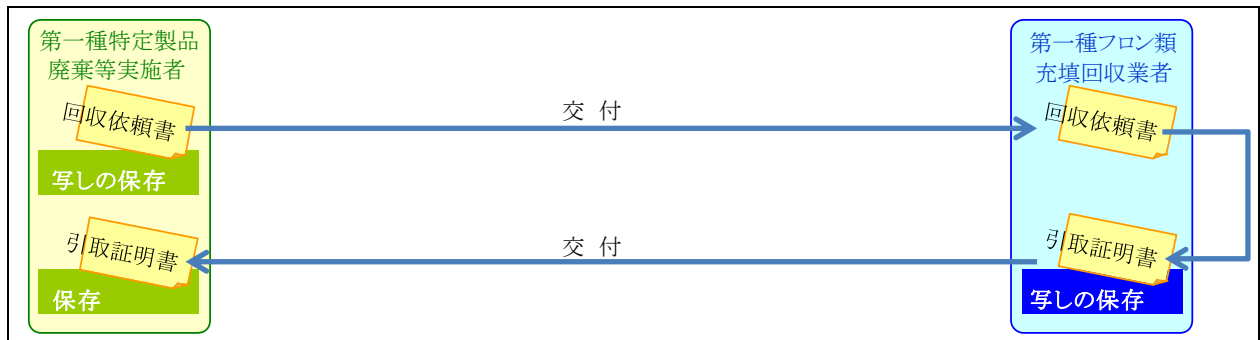 第一種特定製品
廃棄等実施者
回収依頼書
写しの保存
引取証明書
保存
交 付
交 付
第一種フロン類
充填回収業者
回収依頼書
引取証明書
写しの保存